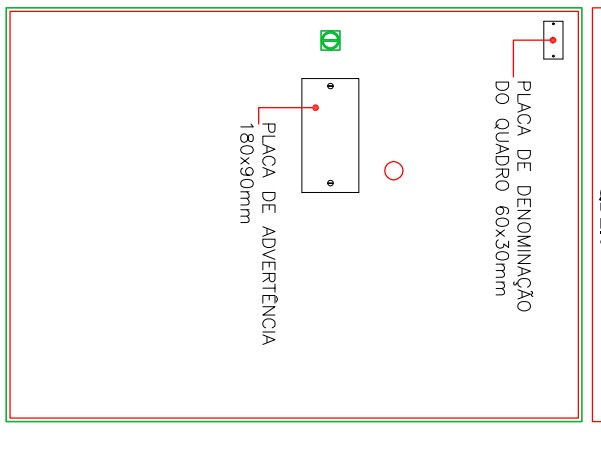 PLACA DE DENOMINAÇÃO
DO QUADRO 60x30mm
PLACA DE ADVERTÊNCIA
180x90mm